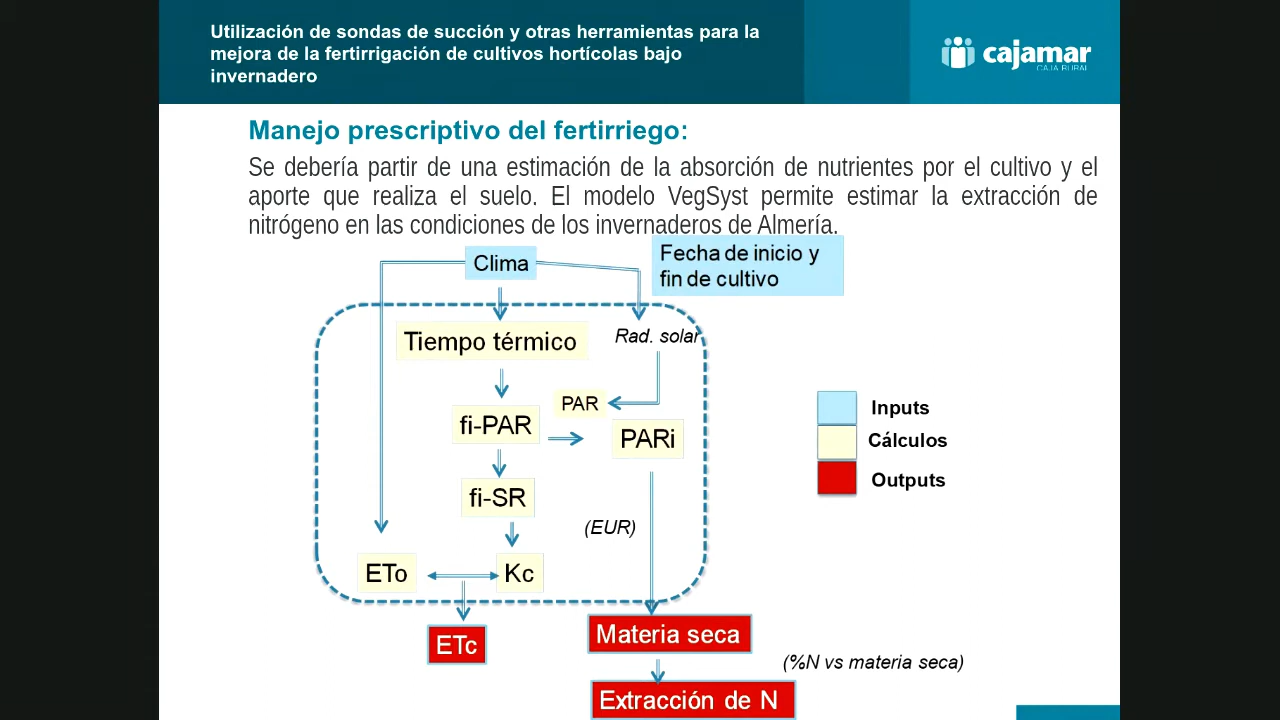 Utilización de sondas de succión y otras herramientas para la
mejora de la fertirrigación de cultivos hortícolas bajo
invernadero
cajamar
CAJA RURAL
Manejo prescriptivo del fertirriego:
Se debería partir de una estimación de la absorción de nutrientes por el cultivo y el
aporte que realiza el suelo. El modelo VegSyst permite estimar la extracción de
nitrógeno en las condiciones de los invernaderos de Almería.
Clima
Fecha de inicio y
fin de cultivo
Tiempo térmico
Rad. solar
PAR
fi-PAR
PARi
fi-SR
(EUR)
ETo
Kc
ETc
Materia seca
(%N vs materia seca)
Extracción de N
Inputs
Cálculos
Outputs